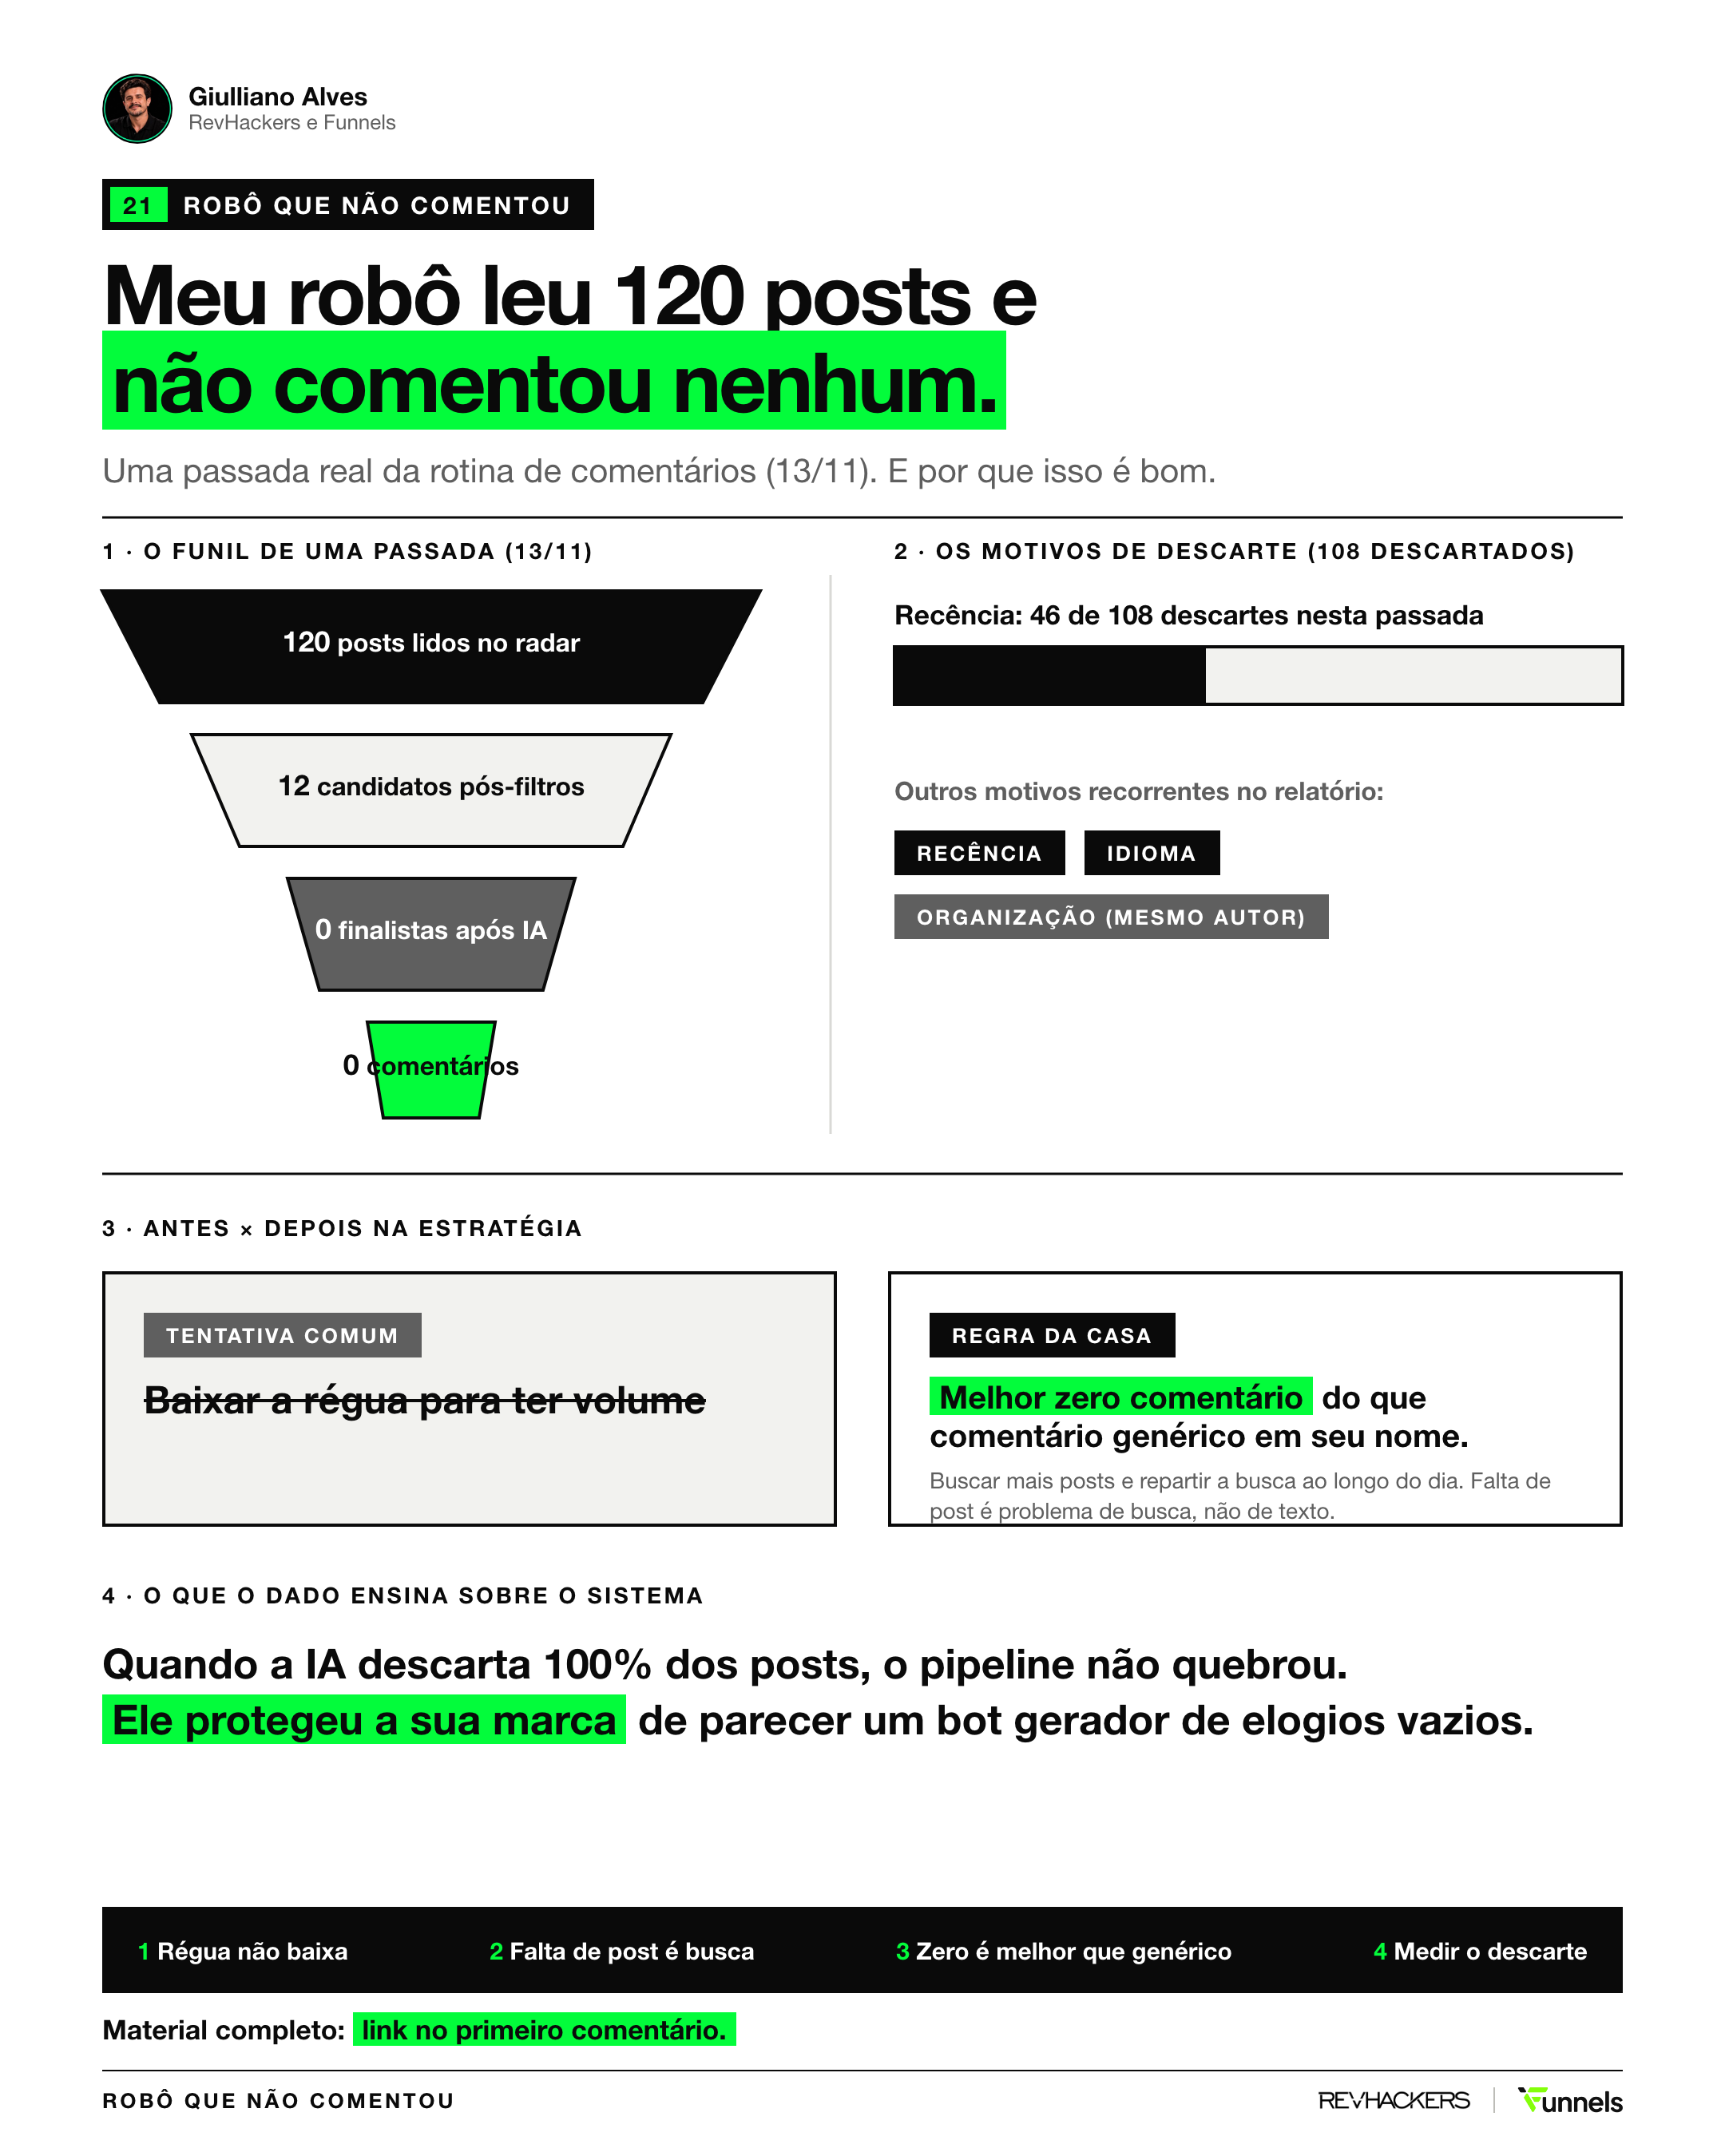 Giulliano Alves
RevHackers e Funnels
21 ROBÔ QUE NÃO COMENTOU
Meu robô leu 120 posts e
não comentou nenhum.
Uma passada real da rotina de comentários (13/11). E por que isso é bom.
1 · O FUNIL DE UMA PASSADA (13/11)
120 posts lidos no radar
12 candidatos pós-filtros
0 finalistas após IA
0 comentários
2 · OS MOTIVOS DE DESCARTE (108 DESCARTADOS)
Recência: 46 de 108 descartes nesta passada
Outros motivos recorrentes no relatório:
RECÊNCIA IDIOMA
ORGANIZAÇÃO (MESMO AUTOR)
3 · ANTES × DEPOIS NA ESTRATÉGIA
TENTATIVA COMUM
Baixar a régua para ter volume
REGRA DA CASA
Melhor zero comentário do que
comentário genérico em seu nome.
Buscar mais posts e repartir a busca ao longo do dia. Falta de
post é problema de busca, não de texto.
4 · O QUE O DADO ENSINA SOBRE O SISTEMA
Quando a IA descarta 100% dos posts, o pipeline não quebrou.
Ele protegeu a sua marca de parecer um bot gerador de elogios vazios.
1 Régua não baixa 2 Falta de post é busca 3 Zero é melhor que genérico 4 Medir o descarte
Material completo: link no primeiro comentário.
ROBÔ QUE NÃO COMENTOU REVHACKERS Funnels